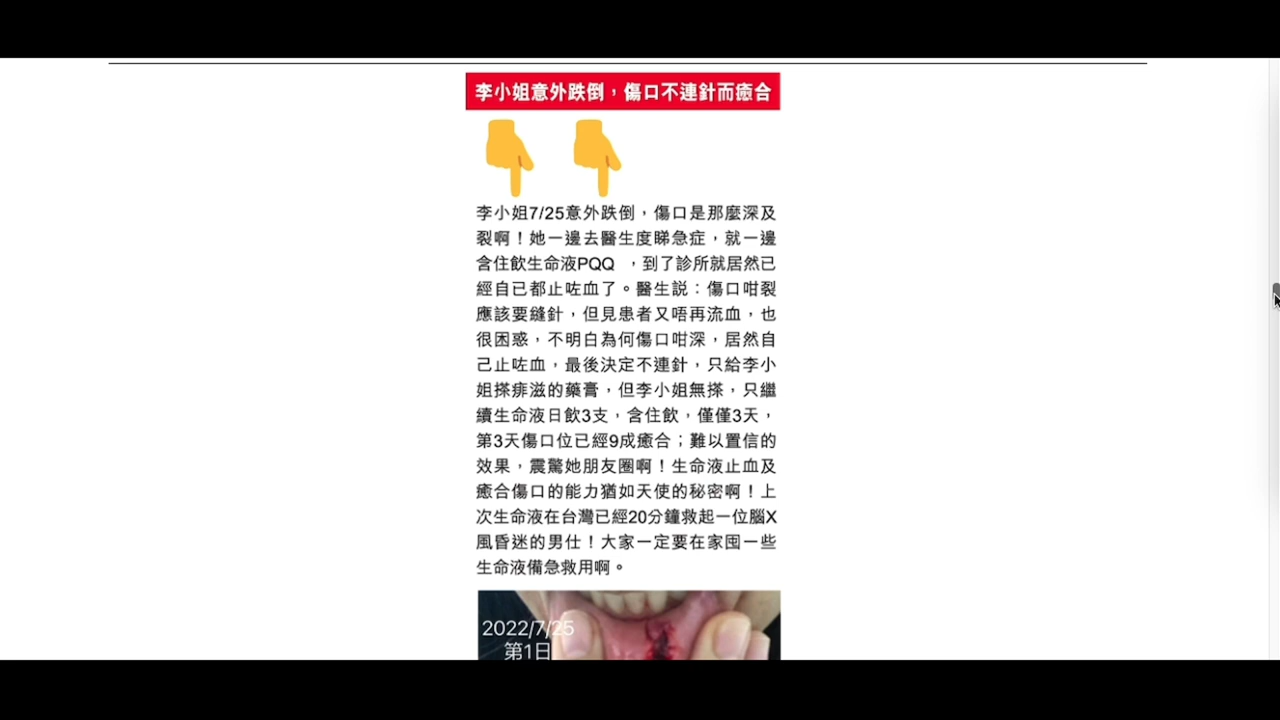 李小姐意外跌倒，傷口不連針而癒合
李小姐7/25意外跌倒，傷口是那麼深及
裂啊！她一邊去醫生度睇急症，就一邊
含住飲生命液PQQ ，到了診所就居然已
經自已都止咗血了。醫生説：傷口咁裂
應該要縫針，但見患者又唔再流血，也
很困惑，不明白為何傷口咁深，居然自
己止咗血，最後決定不連針，只給李小
姐搽痱滋的藥膏，但李小姐無搽，只繼
續生命液日飲3支，含住飲，僅僅3天，
第3天傷口位已經9成癒合；難以置信的
效果，震驚她朋友圈啊！生命液止血及
癒合傷口的能力猶如天使的秘密啊！上
次生命液在台灣已經20分鐘救起一位腦X
風昏迷的男仕！大家一定要在家囤一些
生命液備急救用啊。
2022/7/25
第1日